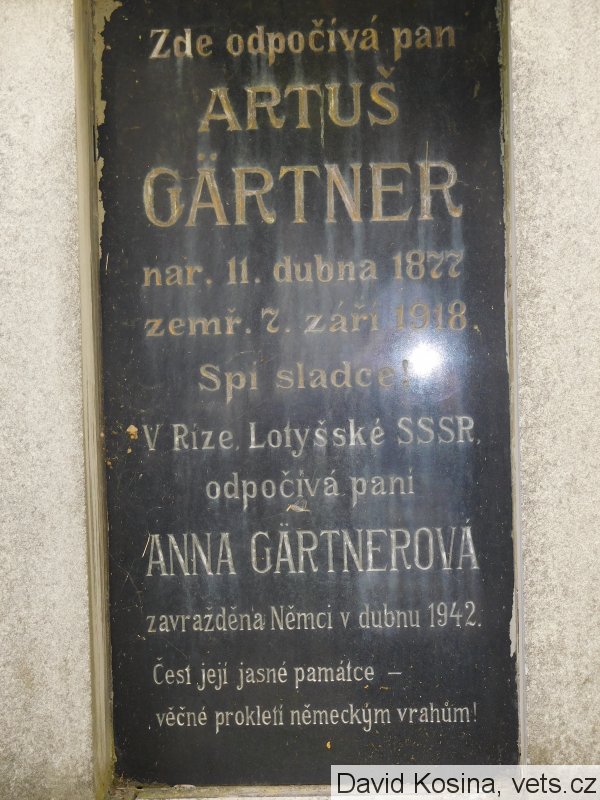 Zde odpočívá pan
ARTUŠ
GÄRTNER
nar. 11. dubna 1877
zemř. 7. září 1918.
Spi sladce!
V Rize, Lotyšské SSSR,
odpočívá paní
ANNA GÄRTNEROVÁ
zavražděna Němci v dubnu 1942.
Čest její jasné památce –
věčné prokletí německým vrahům!
David Kosina, vets.cz